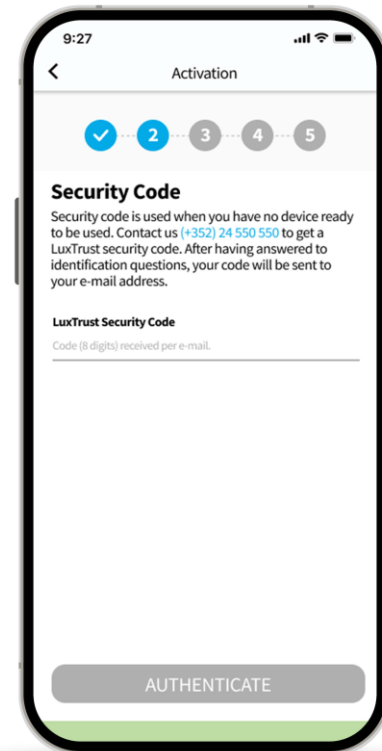 9:27
Activation
2 3 4 5
Security Code
Security code is used when you have no device ready
to be used. Contact us (+352) 24 550 550 to get a
LuxTrust security code. After having answered to
identification questions, your code will be sent to
your e-mail address.
LuxTrust Security Code
Code (8 digits) received per e-mail.
AUTHENTICATE